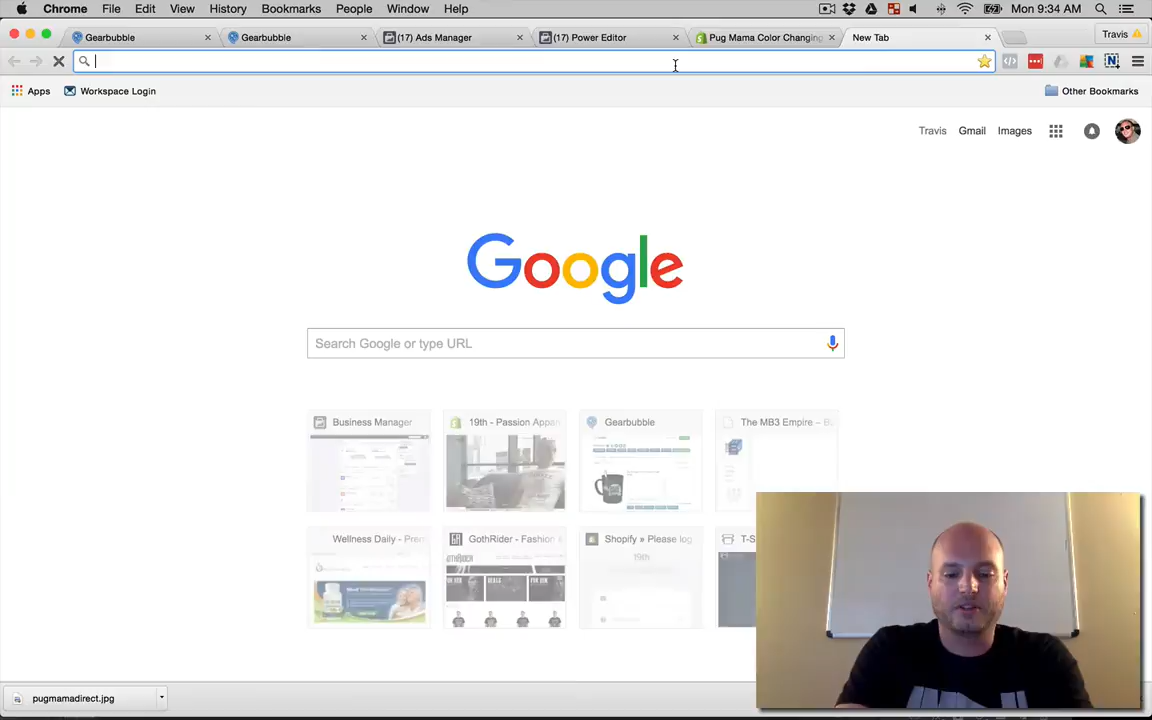 Chrome File Edit View History Bookmarks People Window Help Mon 9:34 AM
Gearbubble Gearbubble (17) Ads Manager (17) Power Editor Pug Mama Color Changing New Tab Travis
Apps Workspace Login Other Bookmarks
Travis Gmail Images
Google
Search Google or type URL
Business Manager 19th - Passion Appar Gearbubble The MB3 Empire – B
Wellness Daily - Pre GothRider - Fashion Shopify » Please log T-S
19th
pugmamadirect.jpg